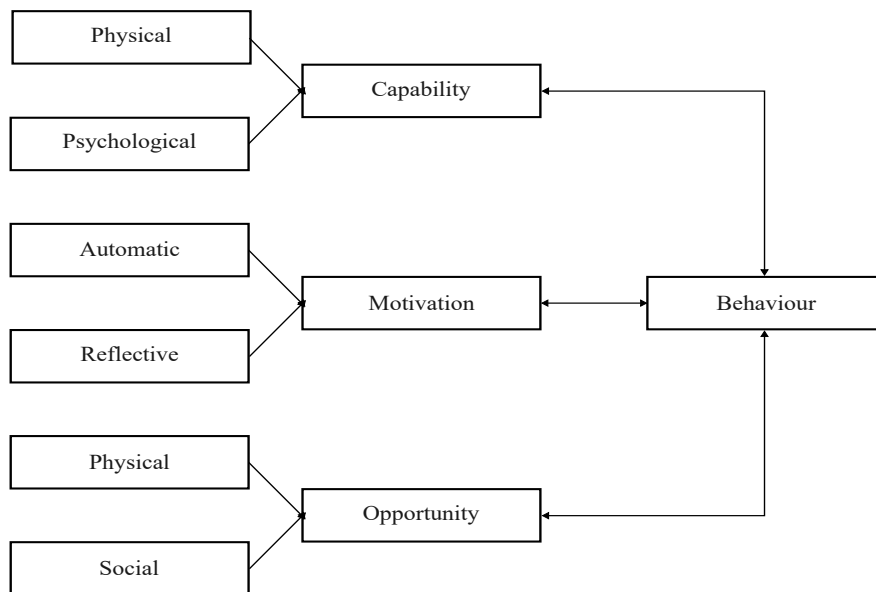 Physical
Capability
Psychological
Automatic
Motivation
Behaviour
Reflective
Physical
Opportunity
Social